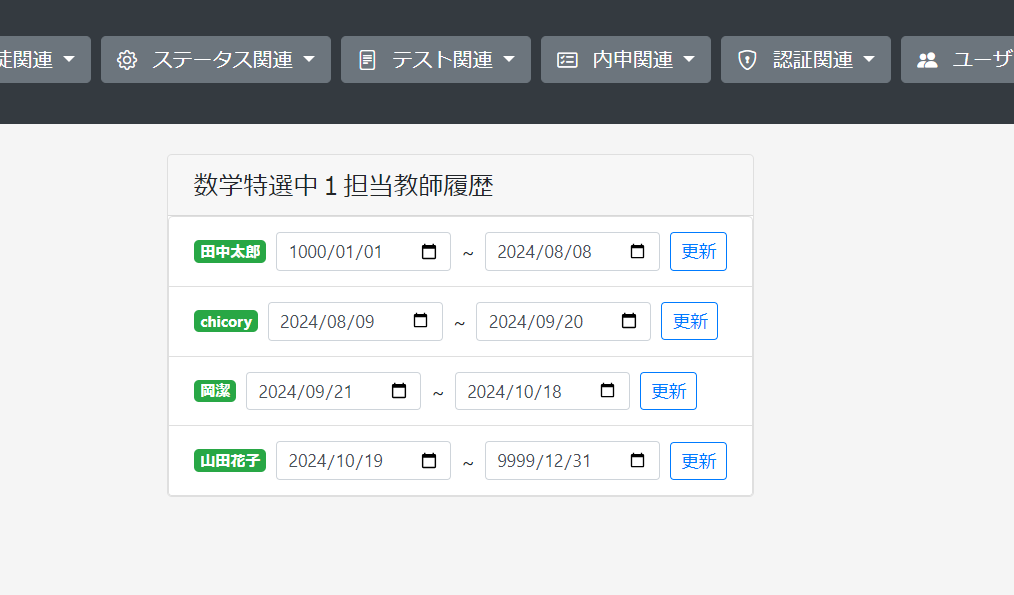 徒関連 ステータス関連 テスト関連 内申関連 認証関連 ユーザ
数学特選中１担当教師履歴
田中太郎 1000/01/01 ~ 2024/08/08 更新
chicory 2024/08/09 ~ 2024/09/20 更新
岡潔 2024/09/21 ~ 2024/10/18 更新
山田花子 2024/10/19 ~ 9999/12/31 更新